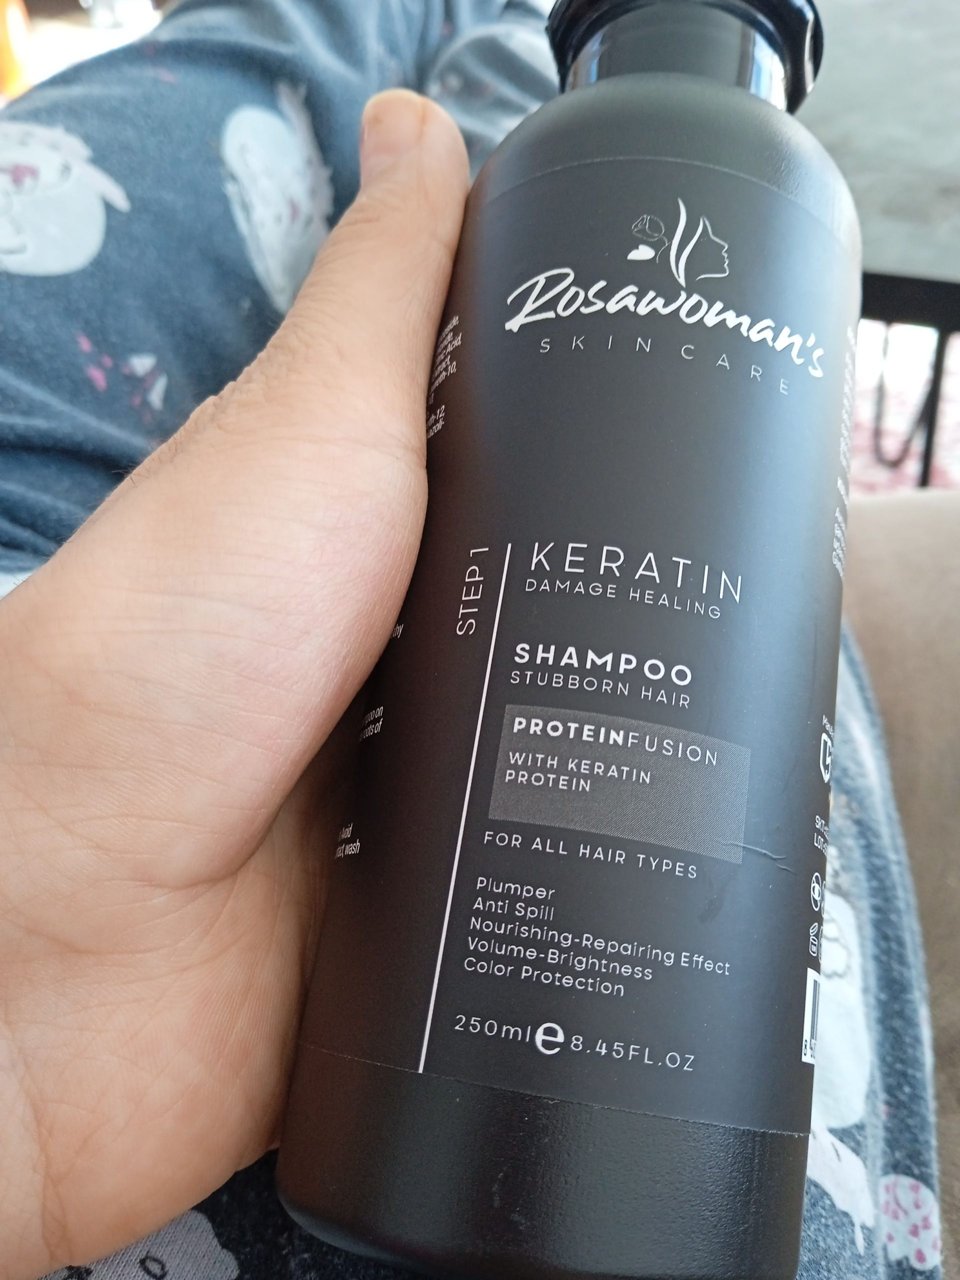 Rosawoman's
SKIN CARE
STEP 1
KERATIN
DAMAGE HEALING
SHAMPOO
STUBBORN HAIR
PROTEINFUSION
WITH KERATIN
PROTEIN
FOR ALL HAIR TYPES
Plumper
Anti Spill
Nourishing-Repairing Effect
Volume-Brightness
Color Protection
250ml e 8.45FL.OZ